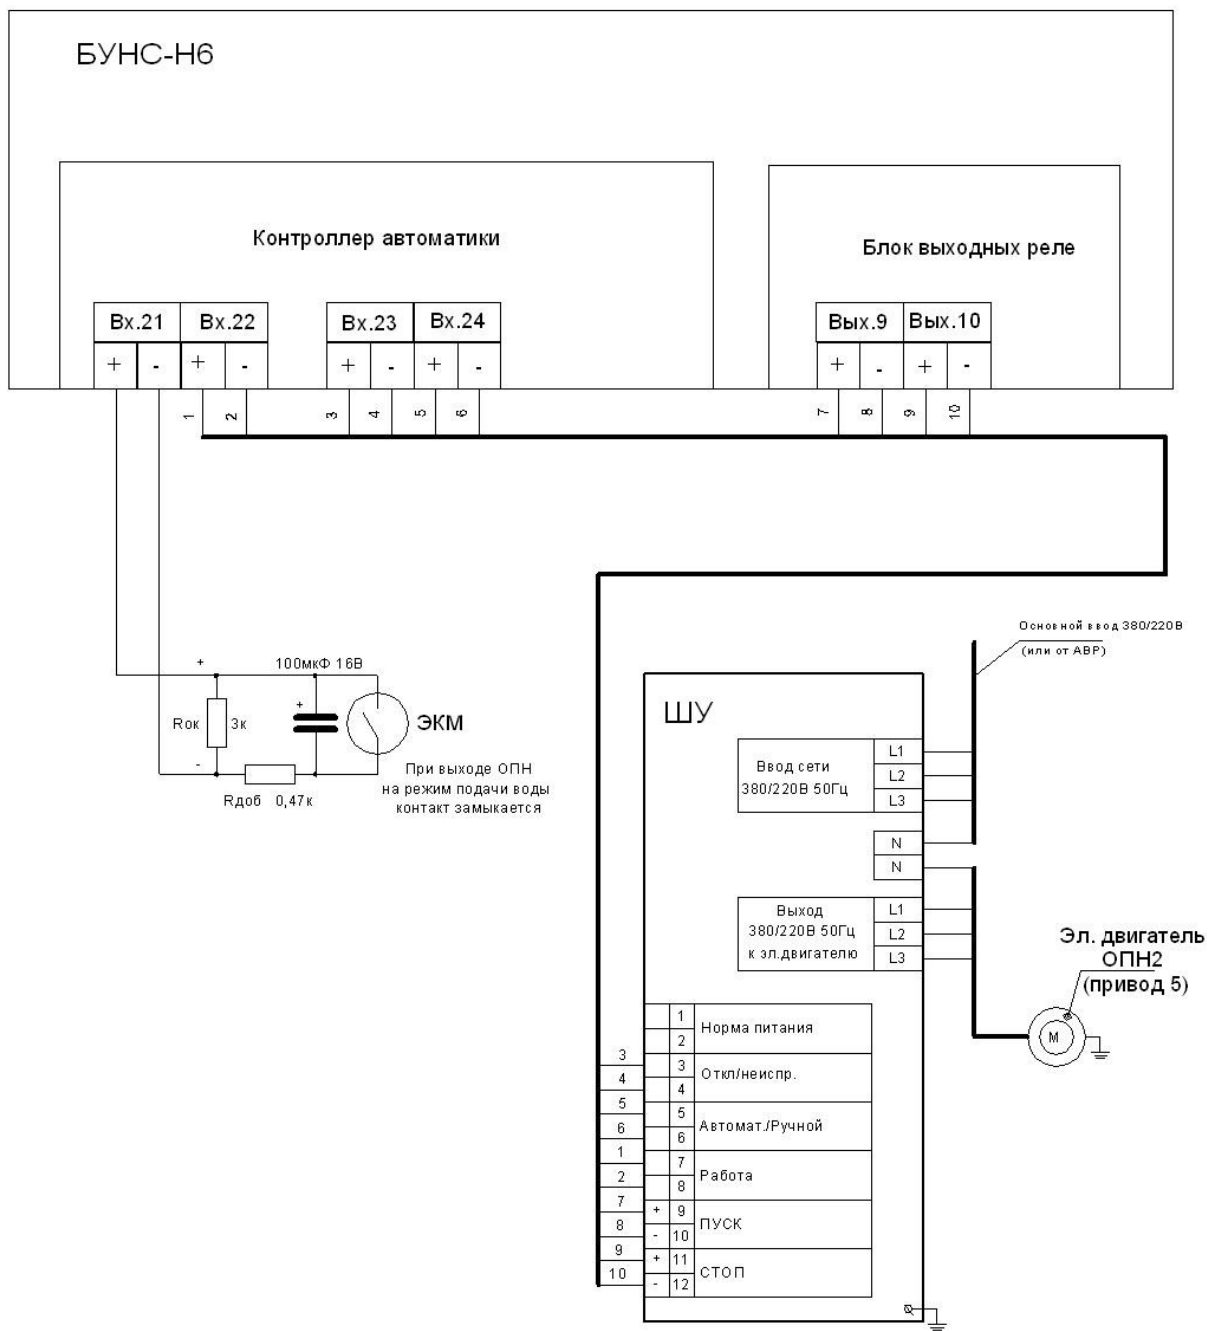 БУНС-Н6
Контроллер автоматики
Блок выходных реле
Вх.21 Вх.22 Вх.23 Вх.24 Вых.9 Вых.10
+ - + - + - + - + - + -
1 2 3 4 5 6 7 8 9 10
Основной ввод 380/220В
(или от АВР)
+ 100мкФ 16В
+
Rок 3к
ЭКМ
-
При выходе ОПН
на режим подачи воды
контакт замыкается
Rдоб 0,47к
ШУ
Ввод сети
380/220В 50Гц
L1
L2
L3
N
N
Выход
380/220В 50Гц
к эл.двигателю
L1
L2
L3
Эл. двигатель
ОПН2
(привод 5)
М
1
2
Норма питания
3 3
4 4
Откл/неиспр.
5 5
6 6
Автомат./Ручной
1 7
2 8
Работа
7 + 9
8 - 10
ПУСК
9 + 11
10 - 12
СТОП